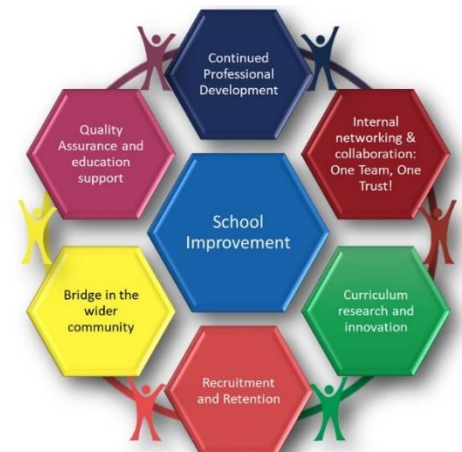 Continued
Professional
Development
Internal
networking &
collaboration:
One Team, One
Trust!
Quality
Assurance and
education
support
School
Improvement
Bridge in the
wider
community
Curriculum
research and
innovation
Recruitment
and Retention